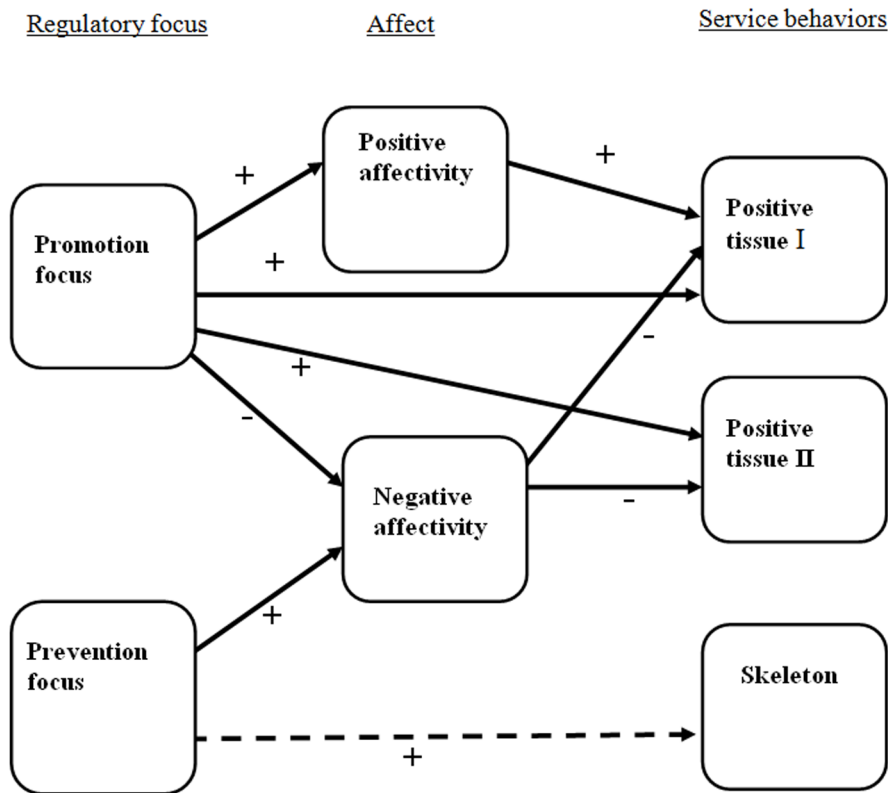 Regulatory focus
Affect
Service behaviors
Positive
affectivity
+
+
Positive
tissue I
Promotion
focus
+
+
-
-
Positive
tissue II
Negative
affectivity
-
+
Prevention
focus
Skeleton
+